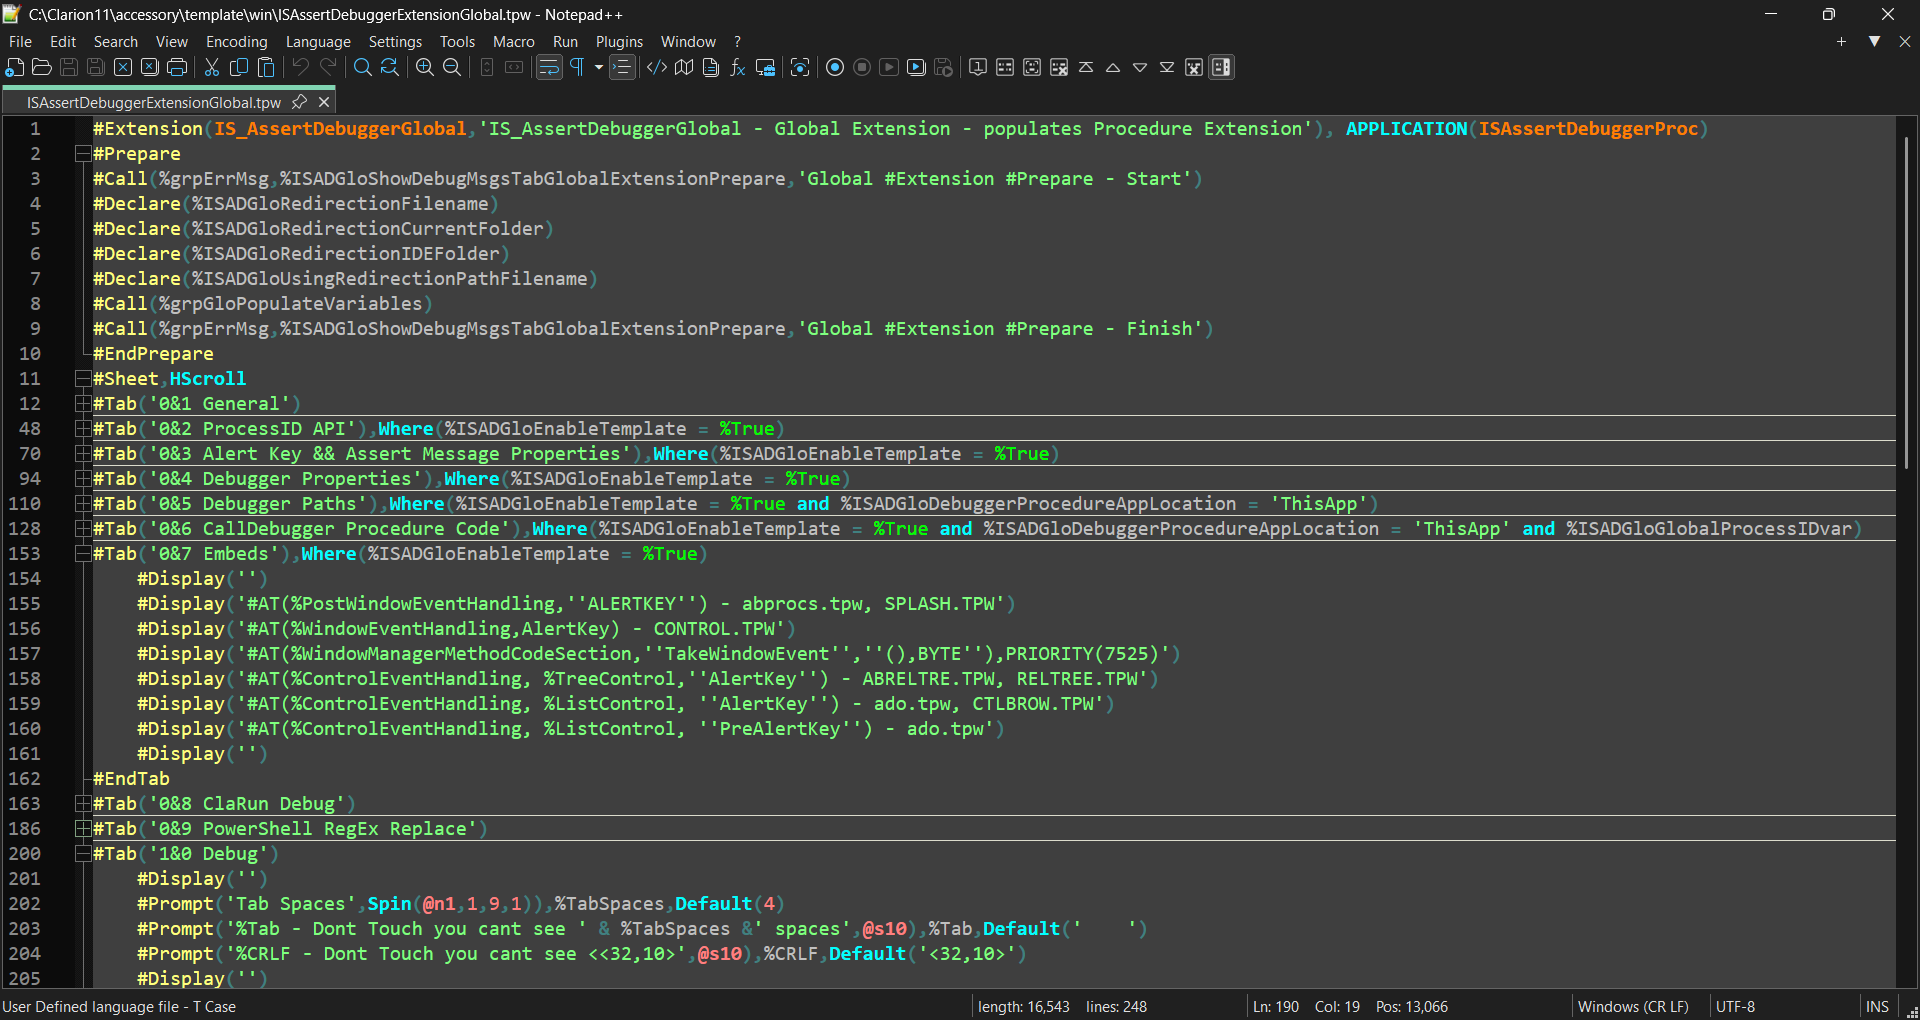 C:\Clarion11\accessory\template\win\ISAssertDebuggerExtensionGlobal.tpw - Notepad++
File Edit Search View Encoding Language Settings Tools Macro Run Plugins Window ?
ISAssertDebuggerExtensionGlobal.tpw
1 #Extension(IS_AssertDebuggerGlobal,'IS_AssertDebuggerGlobal - Global Extension - populates Procedure Extension'), APPLICATION(ISAssertDebuggerProc)
2 #Prepare
3 #Call(%grpErrMsg,%ISADGloShowDebugMsgsTabGlobalExtensionPrepare,'Global #Extension #Prepare - Start')
4 #Declare(%ISADGloRedirectionFilename)
5 #Declare(%ISADGloRedirectionCurrentFolder)
6 #Declare(%ISADGloRedirectionIDEFolder)
7 #Declare(%ISADGloUsingRedirectionPathFilename)
8 #Call(%grpGloPopulateVariables)
9 #Call(%grpErrMsg,%ISADGloShowDebugMsgsTabGlobalExtensionPrepare,'Global #Extension #Prepare - Finish')
10 #EndPrepare
11 #Sheet,HScroll
12 #Tab('0&1 General')
48 #Tab('0&2 ProcessID API'),Where(%ISADGloEnableTemplate = %True)
70 #Tab('0&3 Alert Key && Assert Message Properties'),Where(%ISADGloEnableTemplate = %True)
94 #Tab('0&4 Debugger Properties'),Where(%ISADGloEnableTemplate = %True)
110 #Tab('0&5 Debugger Paths'),Where(%ISADGloEnableTemplate = %True and %ISADGloDebuggerProcedureAppLocation = 'ThisApp')
128 #Tab('0&6 CallDebugger Procedure Code'),Where(%ISADGloEnableTemplate = %True and %ISADGloDebuggerProcedureAppLocation = 'ThisApp' and %ISADGloGlobalProcessIDvar)
153 #Tab('0&7 Embeds'),Where(%ISADGloEnableTemplate = %True)
154 #Display('')
155 #Display('#AT(%PostWindowEventHandling,''ALERTKEY'') - abprocs.tpw, SPLASH.TPW')
156 #Display('#AT(%WindowEventHandling,AlertKey) - CONTROL.TPW')
157 #Display('#AT(%WindowManagerMethodCodeSection,''TakeWindowEvent'',''(),BYTE''),PRIORITY(7525)')
158 #Display('#AT(%ControlEventHandling, %TreeControl,''AlertKey'') - ABRELTRE.TPW, RELTREE.TPW')
159 #Display('#AT(%ControlEventHandling, %ListControl, ''AlertKey'') - ado.tpw, CTLBROW.TPW')
160 #Display('#AT(%ControlEventHandling, %ListControl, ''PreAlertKey'') - ado.tpw')
161 #Display('')
162 #EndTab
163 #Tab('0&8 ClaRun Debug')
186 #Tab('0&9 PowerShell RegEx Replace')
200 #Tab('1&0 Debug')
201 #Display('')
202 #Prompt('Tab Spaces',Spin(@n1,1,9,1)),%TabSpaces,Default(4)
203 #Prompt('%Tab - Dont Touch you cant see ' & %TabSpaces &' spaces',@s10),%Tab,Default('    ')
204 #Prompt('%CRLF - Dont Touch you cant see <<32,10>',@s10),%CRLF,Default('<32,10>')
205 #Display('')
User Defined language file - T Case length: 16,543 lines: 248 Ln: 190 Col: 19 Pos: 13,066 Windows (CR LF) UTF-8 INS